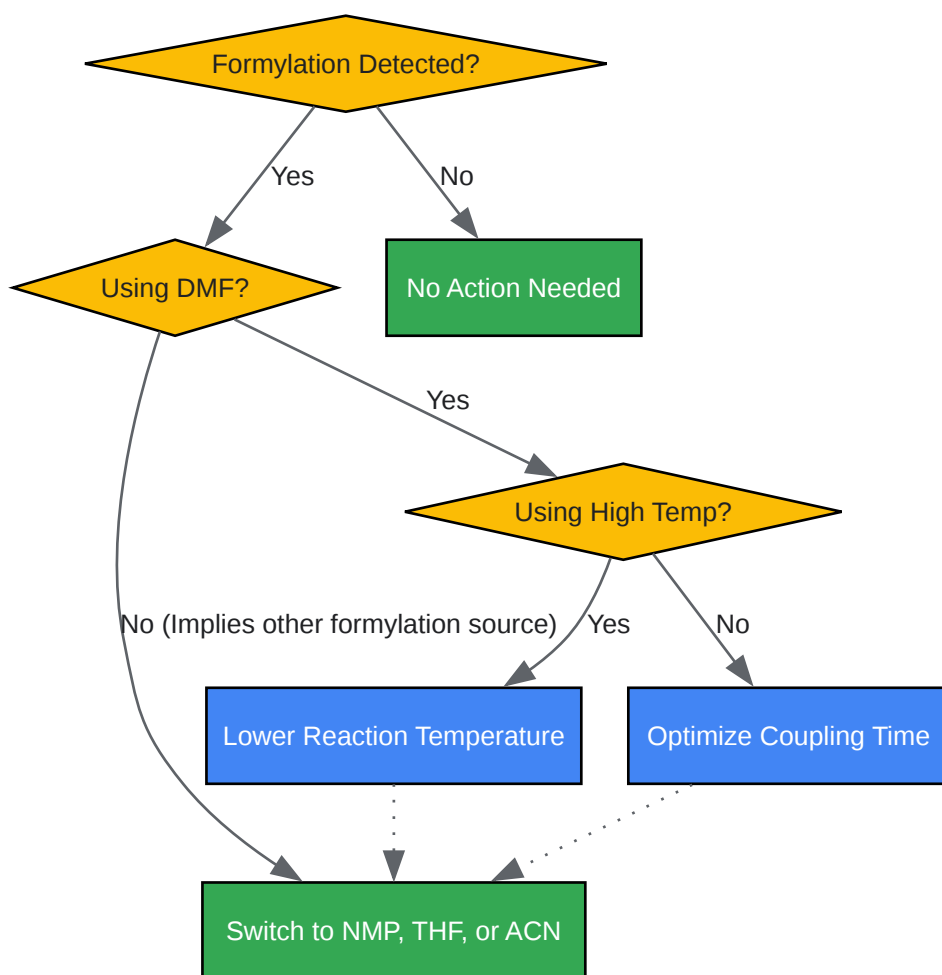 Formylation Detected?
Yes
No
Using DMF?
No Action Needed
Yes
Using High Temp?
No (Implies other formylation source)
Yes
No
Lower Reaction Temperature
Optimize Coupling Time
Switch to NMP, THF, or ACN